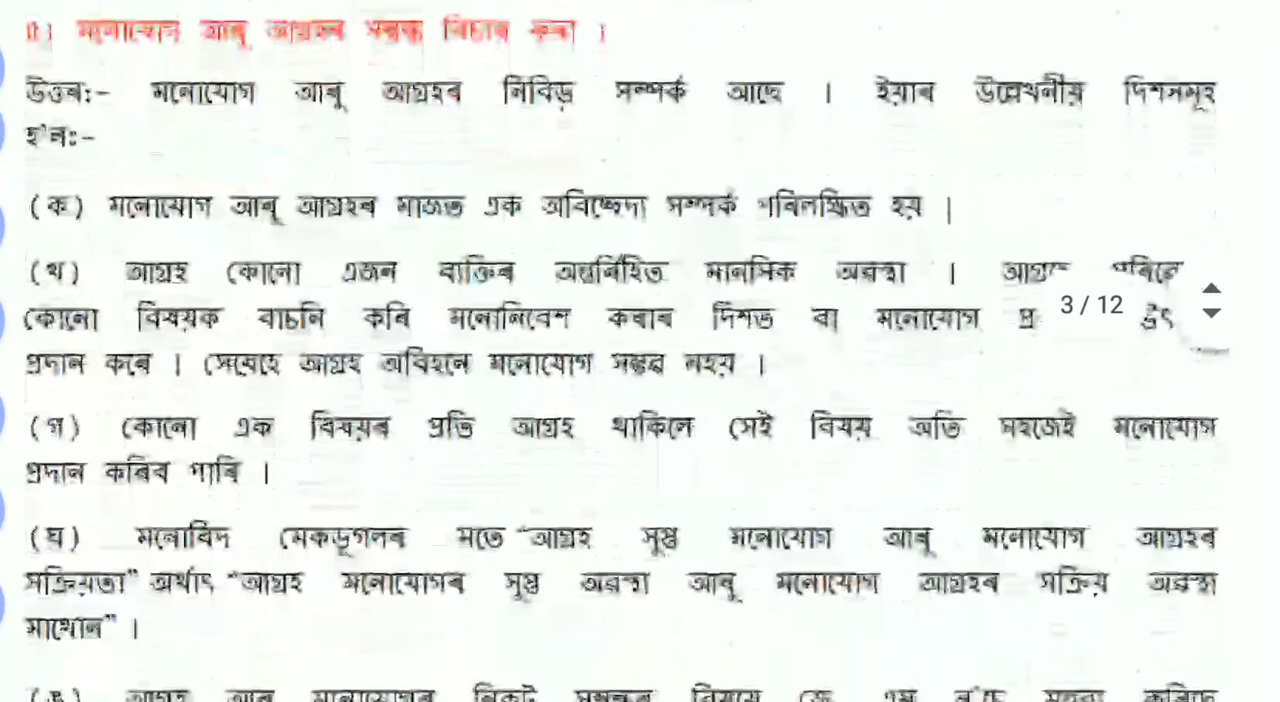 মনোযোগ আৰু আগ্ৰহৰ সম্বন্ধ বিচাৰ কৰা ।
উত্তৰঃ- মনোযোগ আৰু আগ্ৰহৰ নিবিড় সম্পৰ্ক আছে । ইয়াৰ উল্লেখনীয় দিশসমূহ
হ'লঃ-
(ক) মনোযোগ আৰু আগ্ৰহৰ মাজত এক অবিচ্ছেদ্য সম্পৰ্ক পৰিলক্ষিত হয় |
(খ) আগ্ৰহ কোনো এজন ব্যক্তিৰ অন্তৰ্নিহিত মানসিক অৱস্থা |
কোনো বিষয়ক বাচনি কৰি মনোনিবেশ কৰাৰ দিশত বা মনোযোগ 3 / 12
প্ৰদান কৰে | সেয়েহে আগ্ৰহ অবিহনে মনোযোগ সম্ভৱ নহয় |
(গ) কোনো এক বিষয়ৰ প্ৰতি আগ্ৰহ থাকিলে সেই বিষয় অতি সহজেই মনোযোগ
প্ৰদান কৰিব পাৰি |
(ঘ) মনোবিদ মেকডুগালৰ মতে “আগ্ৰহ সুপ্ত মনোযোগ আৰু মনোযোগ আগ্ৰহৰ
সক্ৰিয়তা” অৰ্থাৎ “আগ্ৰহ মনোযোগৰ সুপ্ত অৱস্থা আৰু মনোযোগ আগ্ৰহৰ সক্ৰিয় অৱস্থা
মাথোন” |